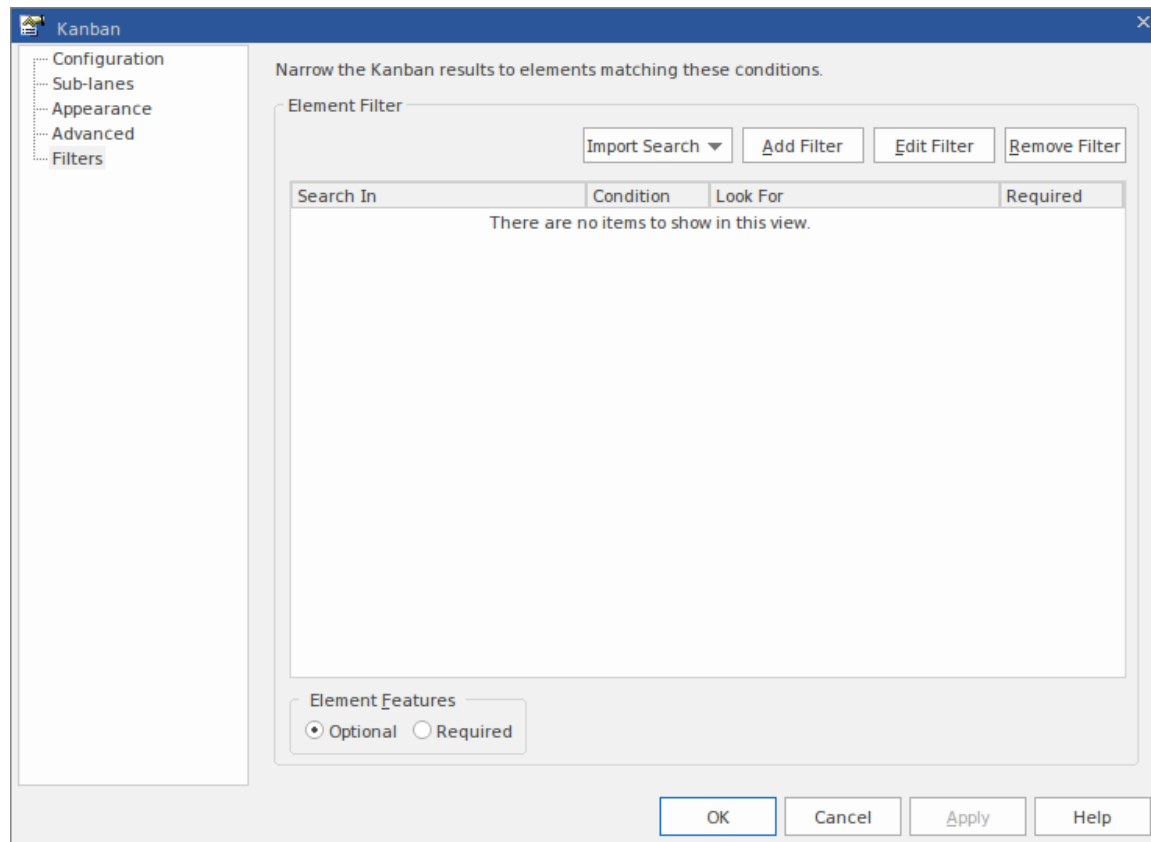 Kanban
Configuration
Sub-lanes
Appearance
Advanced
Filters
Narrow the Kanban results to elements matching these conditions.
Element Filter
Import Search Add Filter Edit Filter Remove Filter
Search In Condition Look For Required
There are no items to show in this view.
Element Features
Optional Required
OK Cancel Apply Help